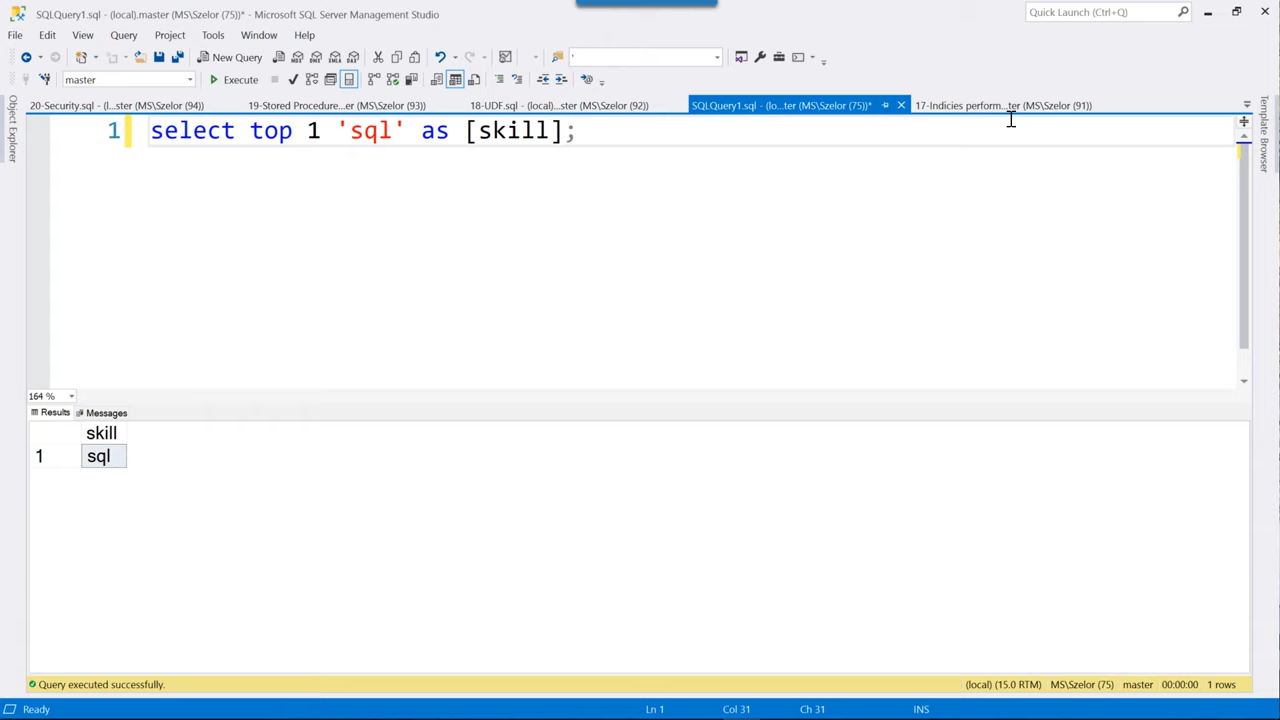 SQLQuery1.sql - (local).master (MS\Szelor (75))* - Microsoft SQL Server Management Studio
Quick Launch (Ctrl+Q)
File Edit View Query Project Tools Window Help
New Query
master Execute
20-Security.sql - (l...ster (MS\Szelor (94)) 19-Stored Procedure...er (MS\Szelor (93)) 18-UDF.sql - (local)...ster (MS\Szelor (92)) SQLQuery1.sql - (lo...ter (MS\Szelor (75))* 17-Indicies perform...ter (MS\Szelor (91))
Object Explorer
Template Browser
1 select top 1 'sql' as [skill];
164 %
Results Messages
skill
1 sql
Query executed successfully. (local) (15.0 RTM) MS\Szelor (75) master 00:00:00 1 rows
Ready Ln 1 Col 31 Ch 31 INS